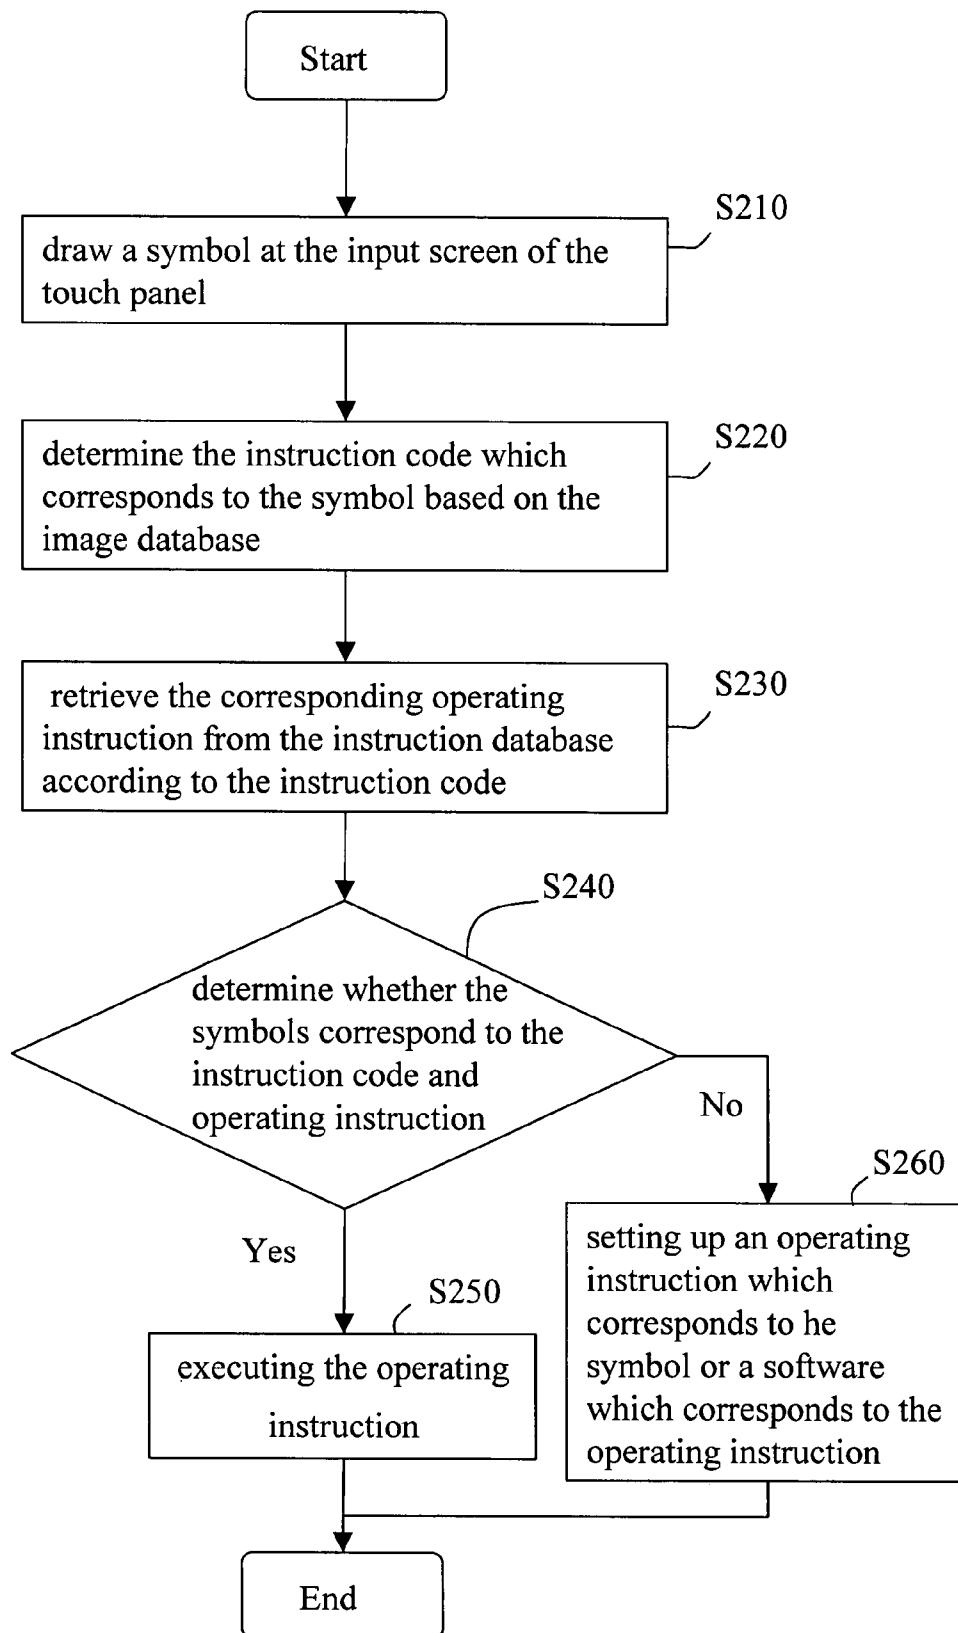 Start
S210
draw a symbol at the input screen of the
touch panel
S220
determine the instruction code which
corresponds to the symbol based on the
image database
S230
retrieve the corresponding operating
instruction from the instruction database
according to the instruction code
S240
determine whether the
symbols correspond to the
instruction code and
operating instruction
No
Yes
S260
setting up an operating
instruction which
corresponds to he
symbol or a software
which corresponds to the
operating instruction
S250
executing the operating
instruction
End